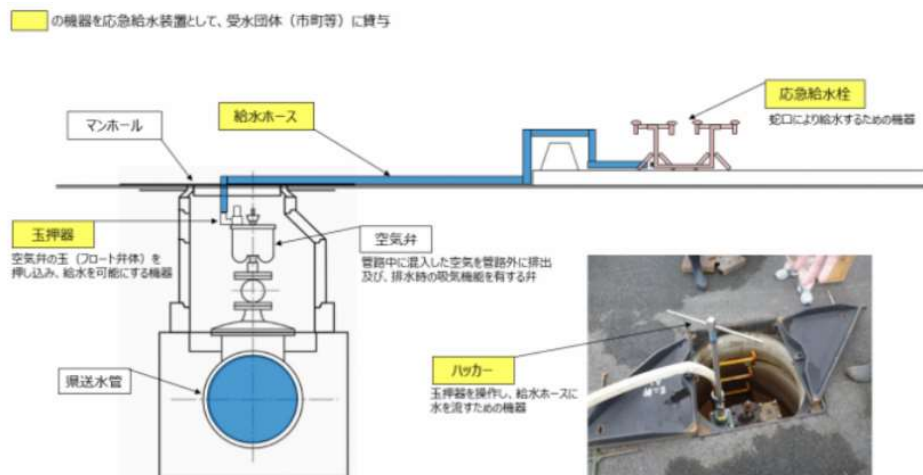 の機器を応急給水装置として、受水団体（市町等）に貸与
応急給水栓
蛇口により給水するための機器
給水ホース
マンホール
玉押器
空気弁の玉（フロート弁体）を
押し込み、給水を可能にする機器
空気弁
管路中に混入した空気を管路外に排出
及び、排水時の吸気機能を有する弁
県送水管
ハッカー
玉押器を操作し、給水ホースに
水を流すための機器